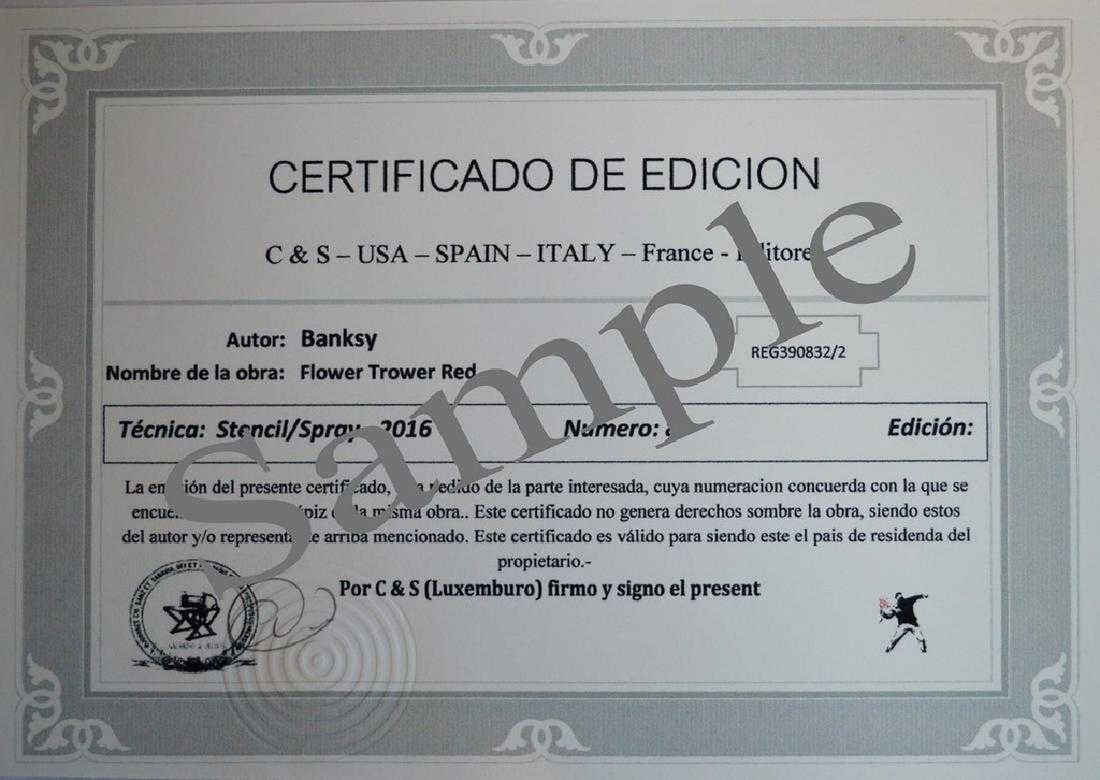 CERTIFICADO DE EDICION
C & S – USA – SPAIN – ITALY – France -
Autor: Banksy
REG390832/2
Nombre de la obra: Flower Trower Red
Técnica: Stencil/Spray 2016 Numero: Edición:
La del presente certificado, pedido de la parte interesada, cuya numeracion concuerda con la que se
la misma obra.. Este certificado no genera derechos sombre la obra, siendo estos
del autor y/o arriba mencionado. Este certificado es válido para siendo este el pais de residenda del
propietario.-
Por C & S (Luxemburo) firmo y signo el present
Sample